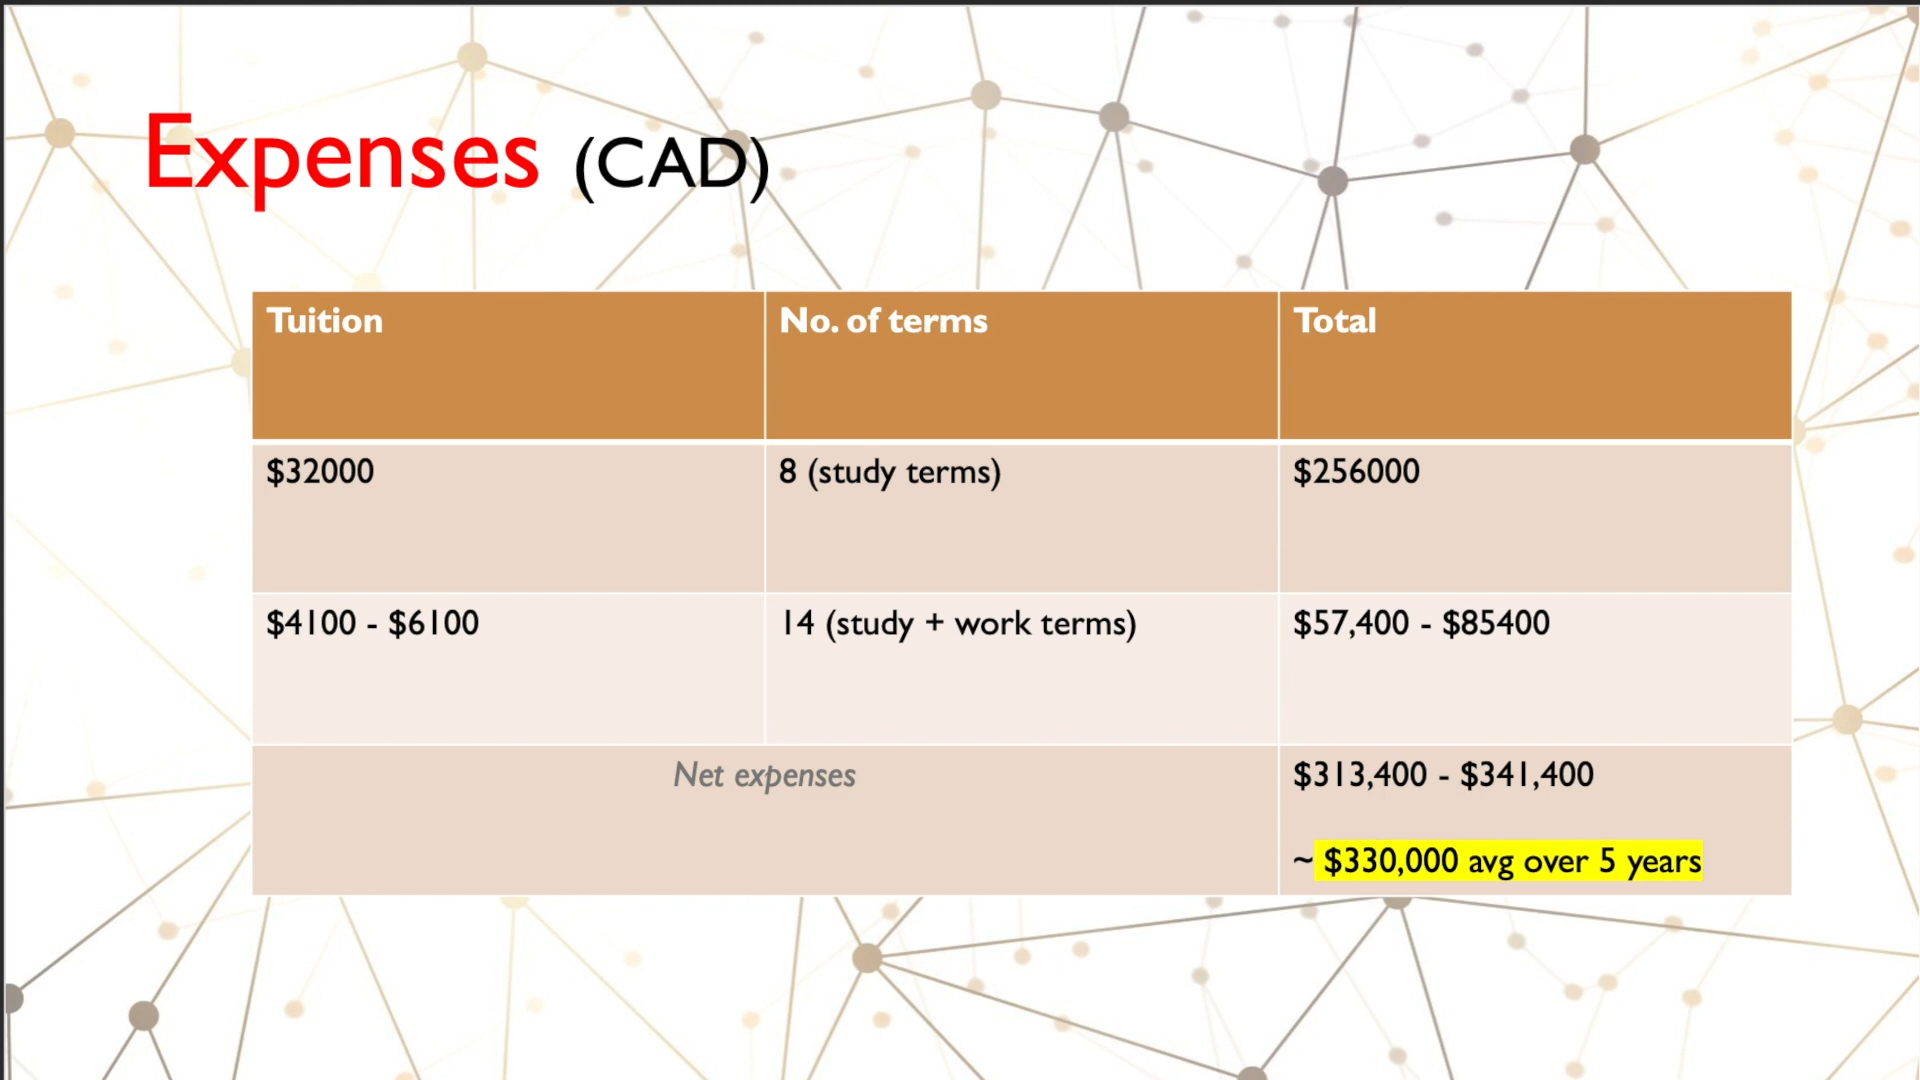 Expenses (CAD)
Tuition No. of terms Total
$32000 8 (study terms) $256000
$4100 - $6100 14 (study + work terms) $57,400 - $85400
Net expenses $313,400 - $341,400
~ $330,000 avg over 5 years